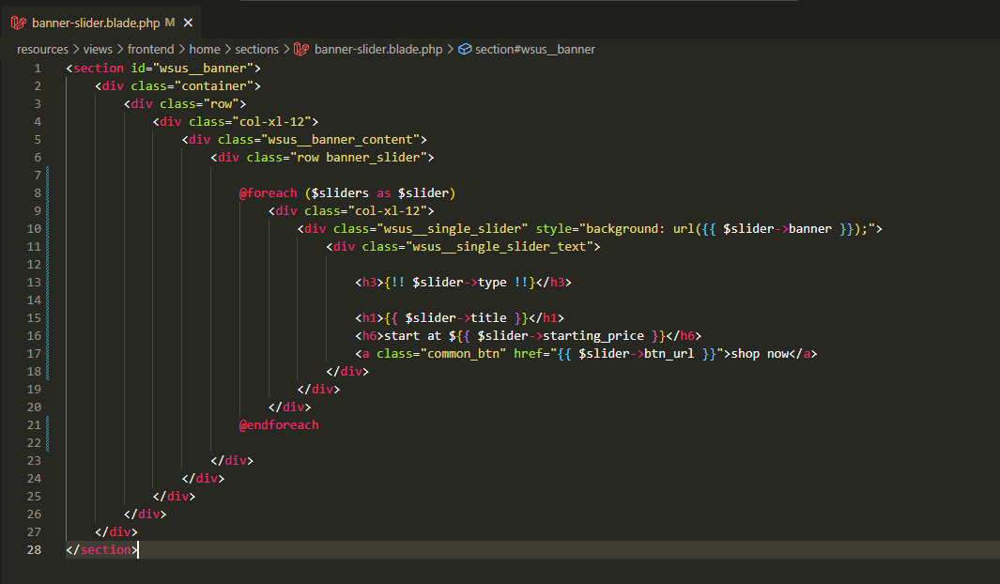 banner-slider.blade.php M ×
resources > views > frontend > home > sections > banner-slider.blade.php > section#wsus__banner
1 <section id="wsus__banner">
2 <div class="container">
3 <div class="row">
4 <div class="col-xl-12">
5 <div class="wsus__banner_content">
6 <div class="row banner_slider">
7
8 @foreach ($sliders as $slider)
9 <div class="col-xl-12">
10 <div class="wsus__single_slider" style="background: url({{ $slider->banner }});">
11 <div class="wsus__single_slider_text">
12
13 <h3>{!! $slider->type !!}</h3>
14
15 <h1>{{ $slider->title }}</h1>
16 <h6>start at ${{ $slider->starting_price }}</h6>
17 <a class="common_btn" href="{{ $slider->btn_url }}">shop now</a>
18 </div>
19 </div>
20 </div>
21 @endforeach
22
23 </div>
24 </div>
25 </div>
26 </div>
27 </div>
28 </section>